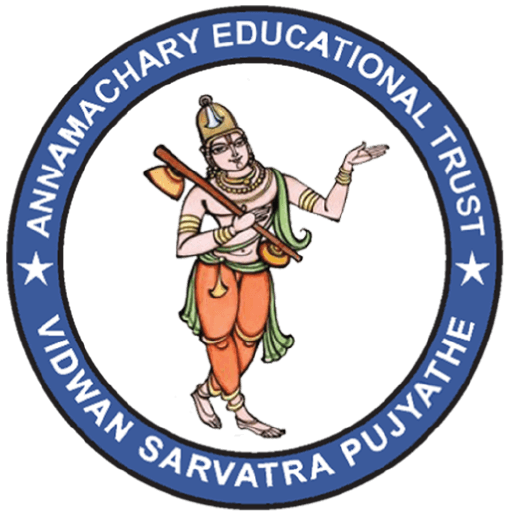 ANNAMACHARY EDUCATIONAL TRUST
VIDWAN SARVATRA PUJYATHE